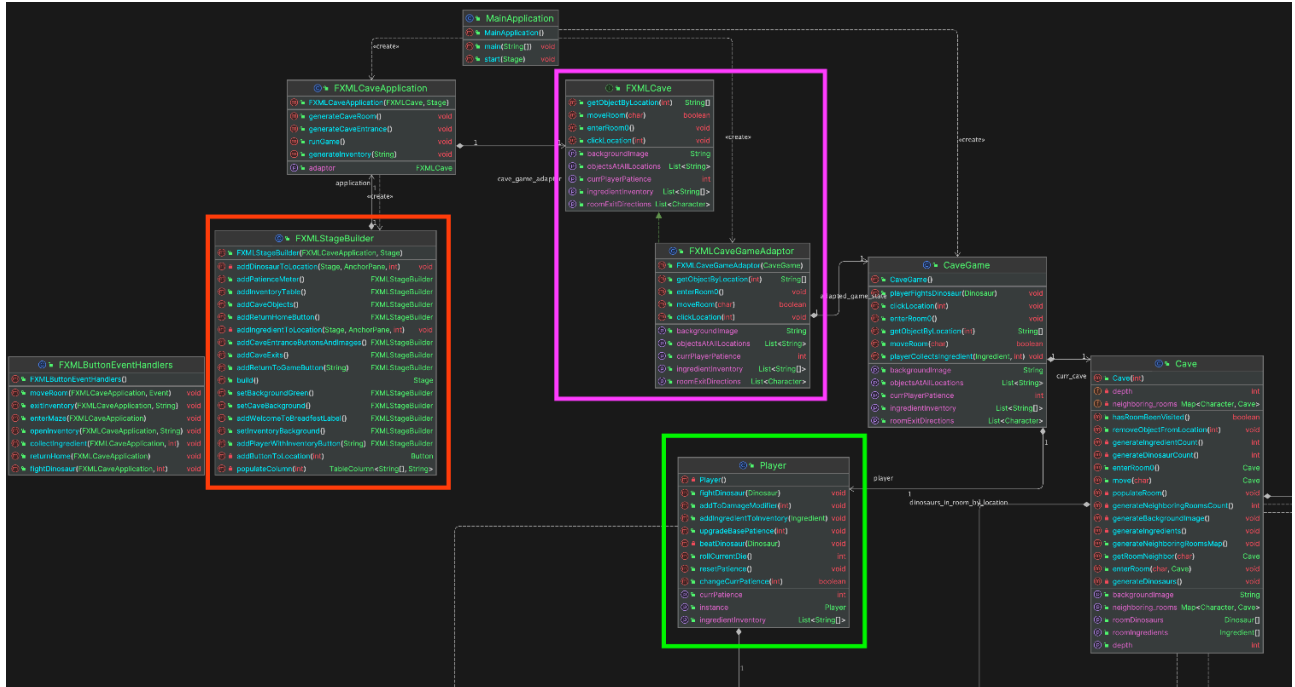 MainApplication
MainApplication()
main(String[]) void
start(Stage) void
«create»
«create»
«create»
FXMLCaveApplication
FXMLCaveApplication(FXMLCave, Stage)
generateCaveRoom() void
generateCaveEntrance() void
runGame() void
generateInventory(String) void
adaptor FXMLCave
1
1
cave_game_adaptor
application
1
«create»
1
FXMLCave
getObjectByLocation(int) String[]
moveRoom(char) boolean
enterRoom0() void
clickLocation(int) void
backgroundImage String
objectsAtAllLocations List<String>
currPlayerPatience int
ingredientInventory List<String[]>
roomExitDirections List<Character>
FXMLStageBuilder
FXMLStageBuilder(FXMLCaveApplication, Stage)
addDinosaurToLocation(Stage, AnchorPane, int) void
addPatienceMeter() FXMLStageBuilder
addInventoryTable() FXMLStageBuilder
addCaveObjects() FXMLStageBuilder
addReturnHomeButton() FXMLStageBuilder
addIngredientToLocation(Stage, AnchorPane, int) void
addCaveEntranceButtonsAndImages() FXMLStageBuilder
addCaveExits() FXMLStageBuilder
addReturnToGameButton(String) FXMLStageBuilder
build() Stage
setBackgroundGreen() FXMLStageBuilder
setCaveBackground() FXMLStageBuilder
addWelcomeToBreadfestLabel() FXMLStageBuilder
setInventoryBackground() FXMLStageBuilder
addPlayerWithInventoryButton(String) FXMLStageBuilder
addButtonToLocation(int) Button
populateColumn(int) TableColumn<String[], String>
FXMLCaveGameAdaptor
FXMLCaveGameAdaptor(CaveGame)
getObjectByLocation(int) String[]
enterRoom0() void
moveRoom(char) boolean
clickLocation(int) void
backgroundImage String
objectsAtAllLocations List<String>
currPlayerPatience int
ingredientInventory List<String[]>
roomExitDirections List<Character>
1
adapted_game_state
1
CaveGame
CaveGame()
playerFightsDinosaur(Dinosaur) void
clickLocation(int) void
enterRoom0() void
getObjectByLocation(int) String[]
moveRoom(char) boolean
playerCollectsIngredient(Ingredient, int) void
backgroundImage String
objectsAtAllLocations List<String>
currPlayerPatience int
ingredientInventory List<String[]>
roomExitDirections List<Character>
1
1
curr_cave
1
FXMLButtonEventHandlers
FXMLButtonEventHandlers()
moveRoom(FXMLCaveApplication, Event) void
exitInventory(FXMLCaveApplication, String) void
enterMaze(FXMLCaveApplication) void
openInventory(FXMLCaveApplication, String) void
collectIngredient(FXMLCaveApplication, int) void
returnHome(FXMLCaveApplication) void
fightDinosaur(FXMLCaveApplication, int) void
Cave
Cave(int)
depth int
neighboring_rooms Map<Character, Cave>
hasRoomBeenVisited() boolean
removeObjectFromLocation(int) void
generateIngredientCount() int
generateDinosaurCount() int
enterRoom0() Cave
move(char) Cave
populateRoom() void
generateNeighboringRoomsCount() int
generateBackgroundImage() void
generateIngredients() void
generateNeighboringRoomsMap() void
getRoomNeighbor(char) Cave
enterRoom(char, Cave) void
generateDinosaurs() void
backgroundImage String
neighboring_rooms Map<Character, Cave>
roomDinosaurs Dinosaur[]
roomIngredients Ingredient[]
depth int
Player
Player()
fightDinosaur(Dinosaur) void
addToDamageModifier(int) void
addIngredientToInventory(Ingredient) void
upgradeBasePatience(int) void
beatDinosaur(Dinosaur) void
rollCurrentDie() int
resetPatience() void
changeCurrPatience(int) boolean
currPatience int
instance Player
ingredientInventory List<String[]>
player
1
dinosaurs_in_room_by_location
1